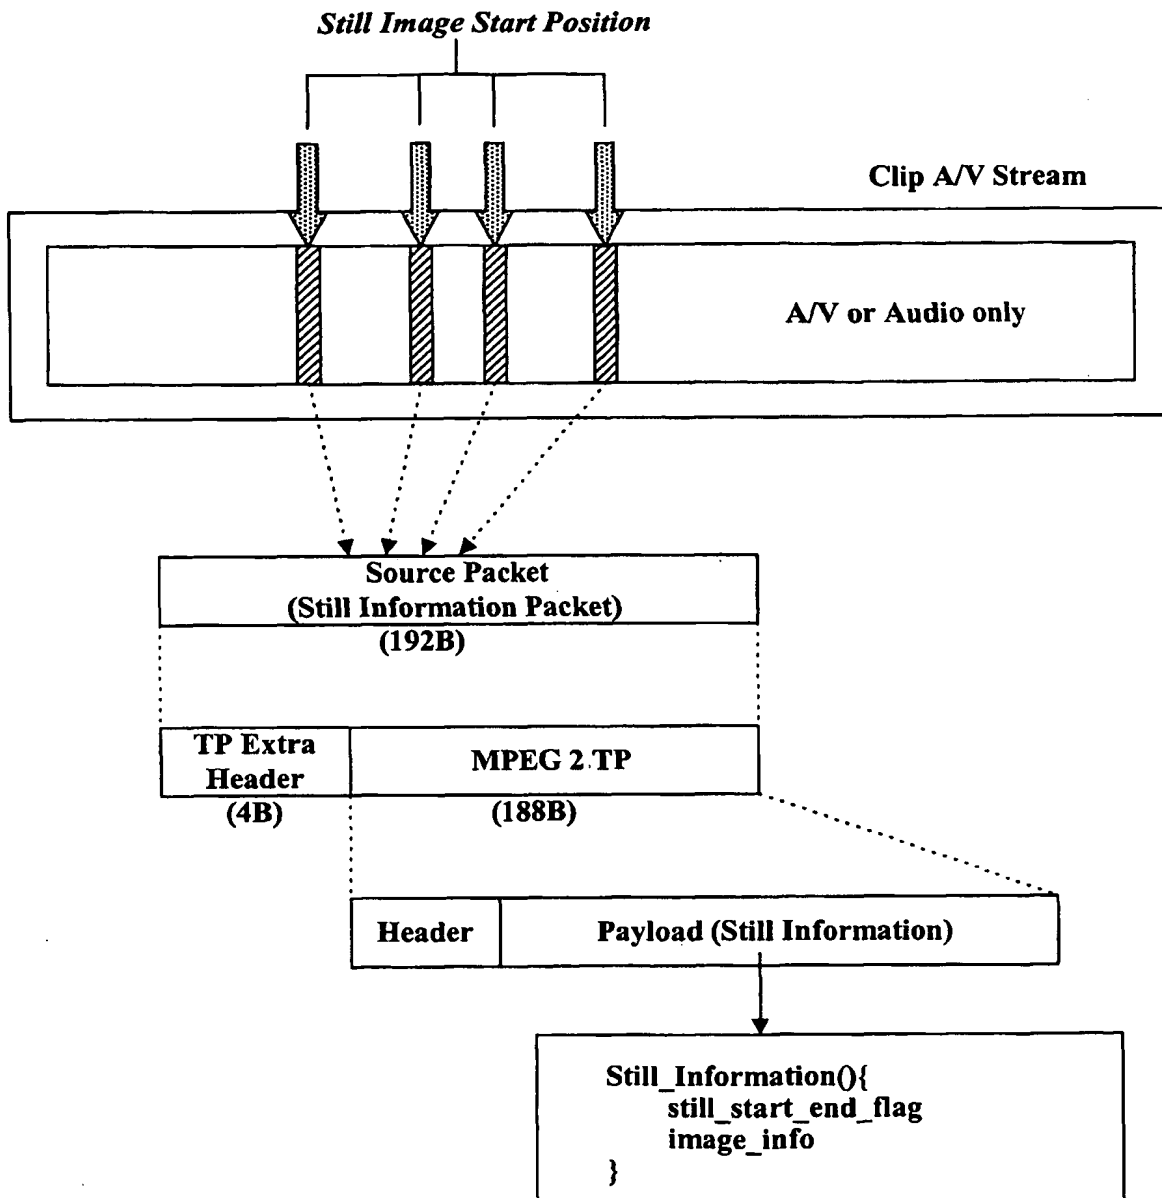 Still Image Start Position
Clip A/V Stream
A/V or Audio only
Source Packet
(Still Information Packet)
(192B)
TP Extra
Header
(4B)
MPEG 2 TP
(188B)
Header
Payload (Still Information)
Still_Information(){
still_start_end_flag
image_info
}